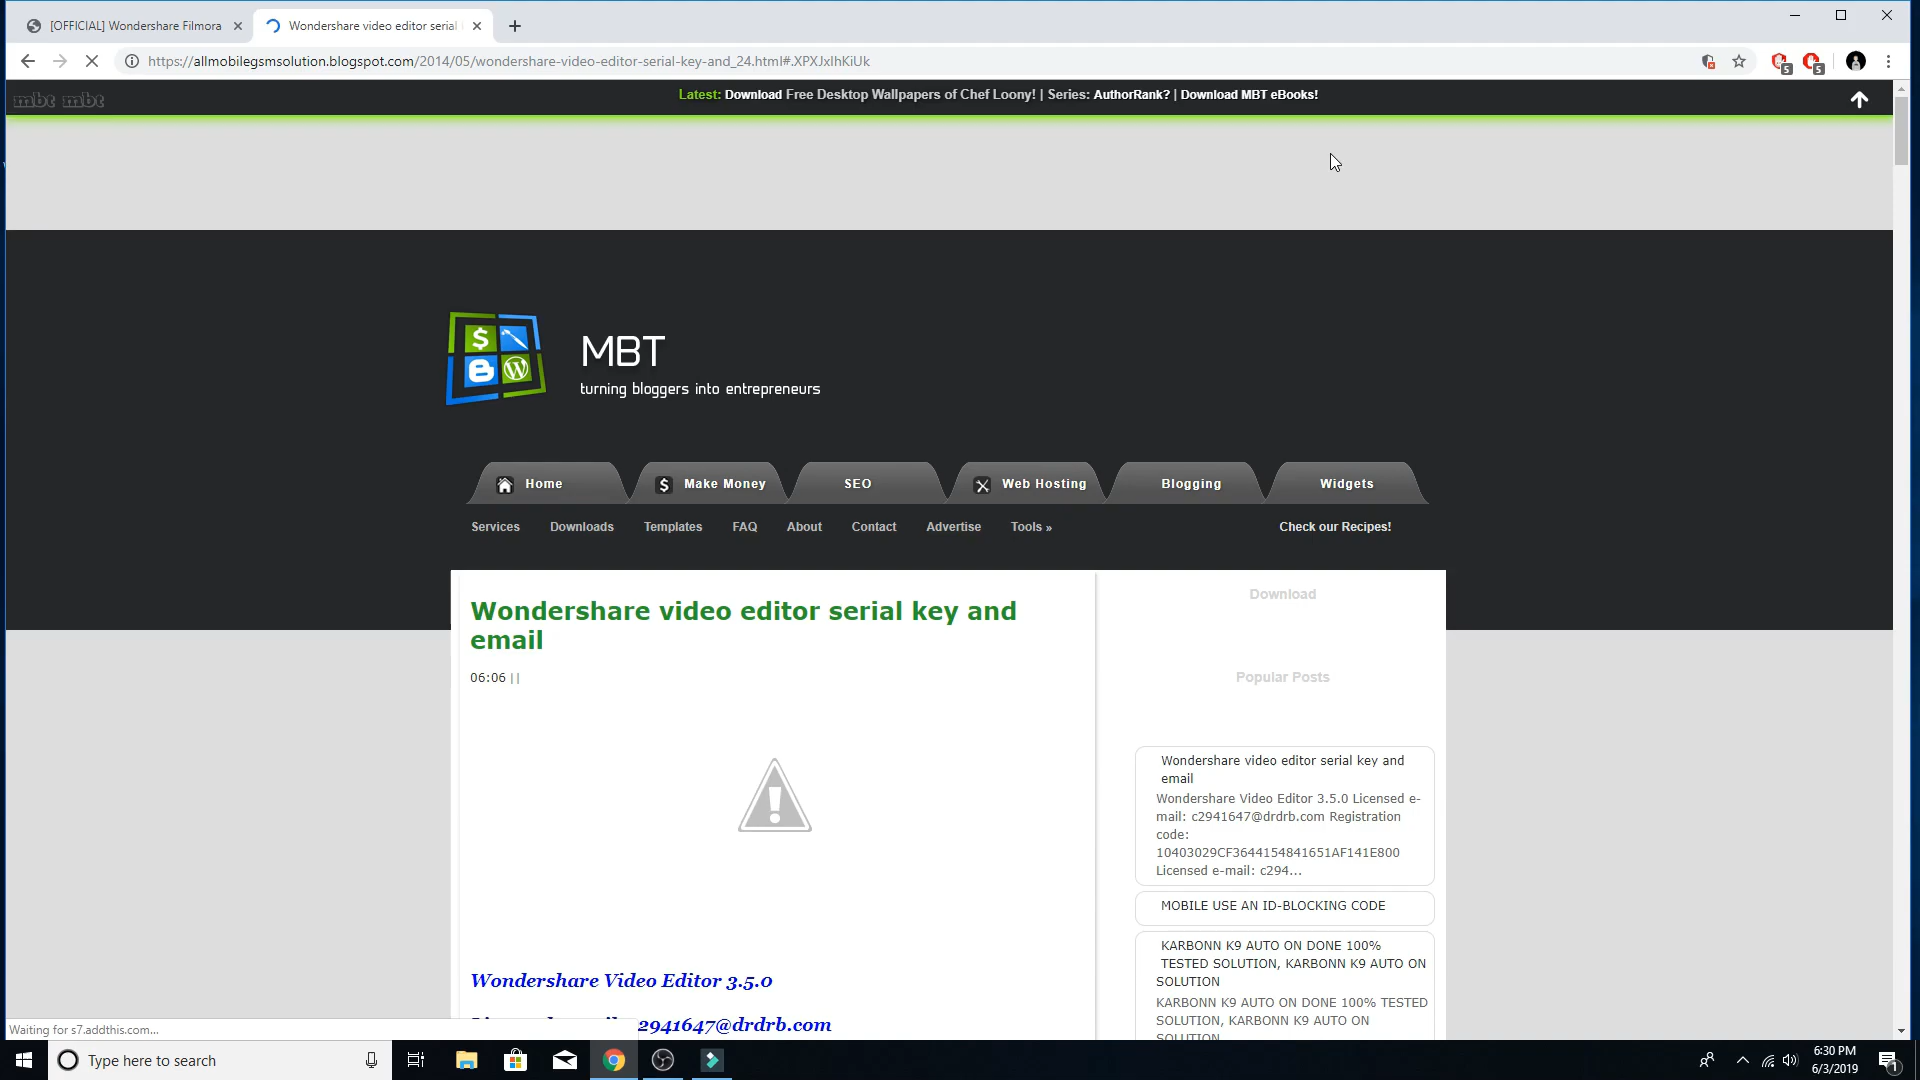 [OFFICIAL] Wondershare Filmora
Wondershare video editor serial
https://allmobilegsmsolution.blogspot.com/2014/05/wondershare-video-editor-serial-key-and_24.html#.XPXJxIhKiUk
5
5
mbt mbt
Latest: Download Free Desktop Wallpapers of Chef Loony! | Series: AuthorRank? | Download MBT eBooks!
MBT
turning bloggers into entrepreneurs
Home
Make Money
SEO
Web Hosting
Blogging
Widgets
Services
Downloads
Templates
FAQ
About
Contact
Advertise
Tools »
Check our Recipes!
Wondershare video editor serial key and
email
06:06 ||
Wondershare Video Editor 3.5.0
2941647@drdrb.com
Download
Popular Posts
Wondershare video editor serial key and
email
Wondershare Video Editor 3.5.0 Licensed e-
mail: c2941647@drdrb.com Registration
code:
10403029CF3644154841651AF141E800
Licensed e-mail: c294...
MOBILE USE AN ID-BLOCKING CODE
KARBONN K9 AUTO ON DONE 100%
TESTED SOLUTION, KARBONN K9 AUTO ON
SOLUTION
KARBONN K9 AUTO ON DONE 100% TESTED
SOLUTION, KARBONN K9 AUTO ON
SOLUTION
Waiting for s7.addthis.com...
Type here to search
6:30 PM
6/3/2019
1